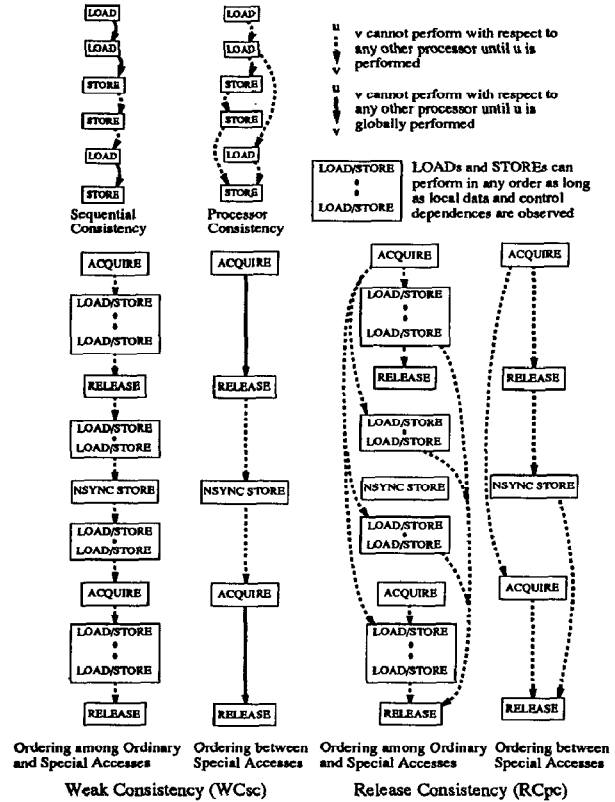 LOAD
LOAD
STORE
STORE
LOAD
STORE
Sequential
Consistency
LOAD
LOAD
STORE
STORE
LOAD
STORE
Processor
Consistency
u
v
v cannot perform with respect to
any other processor until u is
performed
u
v
v cannot perform with respect to
any other processor until u is
globally performed
LOAD/STORE
LOAD/STORE
LOADs and STOREs can
perform in any order as long
as local data and control
dependences are observed
ACQUIRE
LOAD/STORE
LOAD/STORE
RELEASE
LOAD/STORE
LOAD/STORE
NSYNC STORE
LOAD/STORE
LOAD/STORE
ACQUIRE
LOAD/STORE
LOAD/STORE
RELEASE
Ordering among Ordinary
and Special Accesses
ACQUIRE
RELEASE
NSYNC STORE
ACQUIRE
RELEASE
Ordering between
Special Accesses
Weak Consistency (WCsc)
ACQUIRE
LOAD/STORE
LOAD/STORE
RELEASE
LOAD/STORE
LOAD/STORE
NSYNC STORE
LOAD/STORE
LOAD/STORE
ACQUIRE
LOAD/STORE
LOAD/STORE
RELEASE
Ordering among Ordinary
and Special Accesses
ACQUIRE
RELEASE
NSYNC STORE
ACQUIRE
RELEASE
Ordering between
Special Accesses
Release Consistency (RCpc)